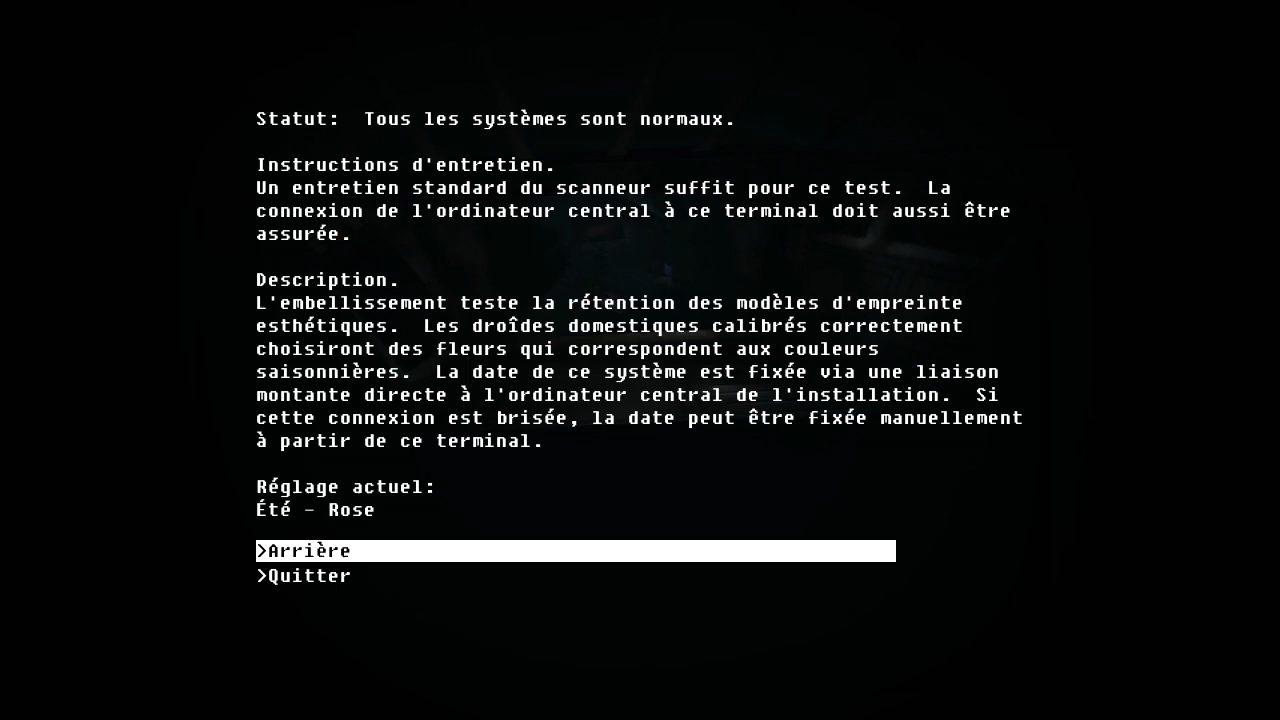 Statut:  Tous les systèmes sont normaux.
Instructions d'entretien.
Un entretien standard du scanneur suffit pour ce test.  La
connexion de l'ordinateur central à ce terminal doit aussi être
assurée.
Description.
L'embellissement teste la rétention des modèles d'empreinte
esthétiques.  Les droîdes domestiques calibrés correctement
choisiront des fleurs qui correspondent aux couleurs
saisonnières.  La date de ce système est fixée via une liaison
montante directe à l'ordinateur central de l'installation.  Si
cette connexion est brisée, la date peut être fixée manuellement
à partir de ce terminal.
Réglage actuel:
Été - Rose
>Arrière
>Quitter